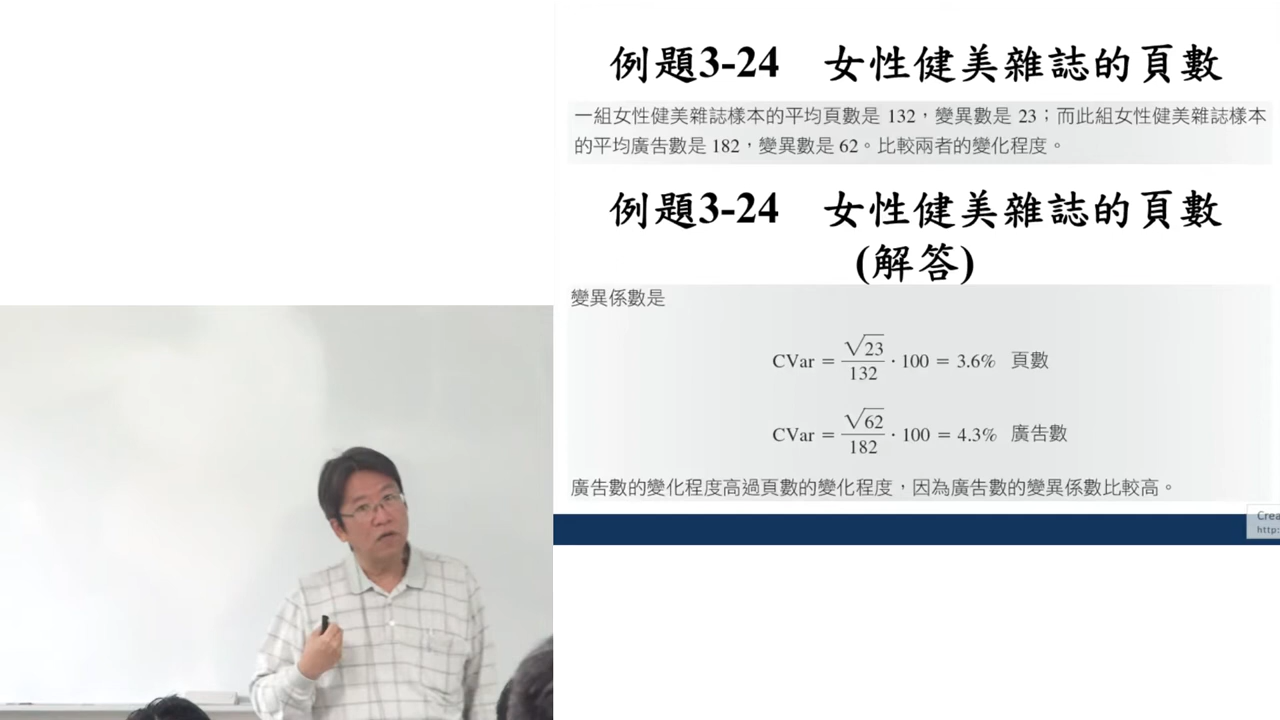 例題3-24 女性健美雜誌的頁數
一組女性健美雜誌樣本的平均頁數是 132，變異數是 23；而此組女性健美雜誌樣本
的平均廣告數是 182，變異數是 62。比較兩者的變化程度。
例題3-24 女性健美雜誌的頁數
(解答)
變異係數是
CVar = √23/132 · 100 = 3.6% 頁數
CVar = √62/182 · 100 = 4.3% 廣告數
廣告數的變化程度高過頁數的變化程度，因為廣告數的變異係數比較高。
Crea
http: